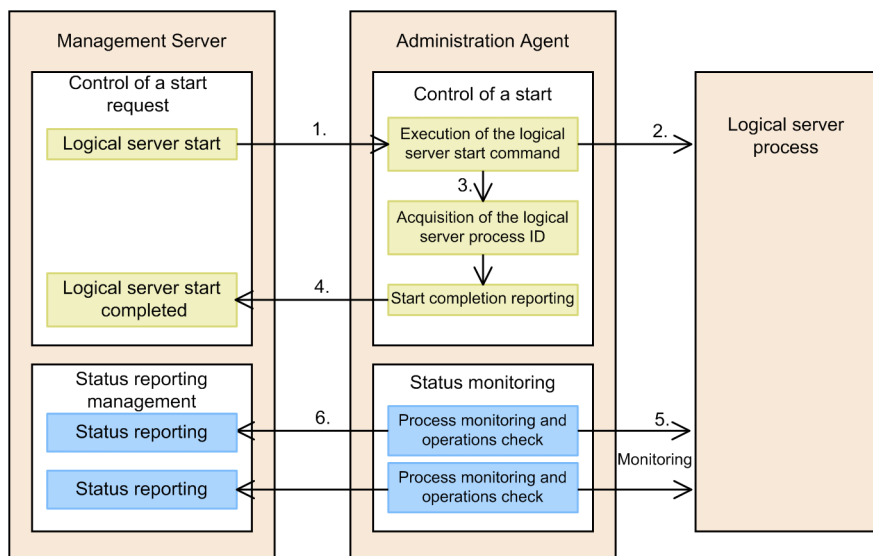 Management Server
Administration Agent
Control of a start
request
Control of a start
Logical server start
1.
Execution of the logical
server start command
2.
Logical server
process
3.
Acquisition of the logical
server process ID
Logical server start
completed
4.
Start completion reporting
Status reporting
management
Status monitoring
Status reporting
6.
Process monitoring and
operations check
5.
Monitoring
Status reporting
Process monitoring and
operations check